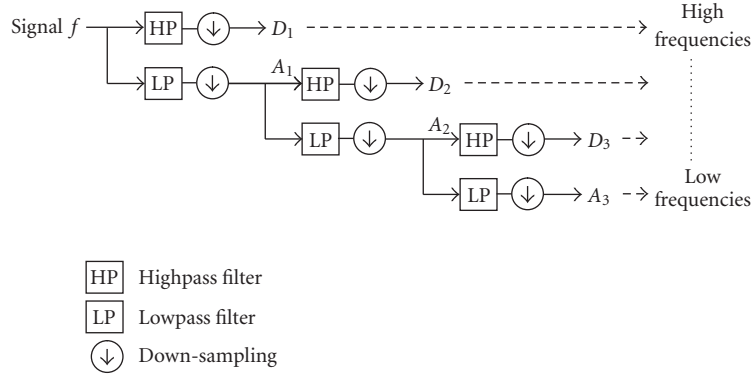 Signal f HP ↓ D1 High frequencies
LP ↓ A1 HP ↓ D2
LP ↓ A2 HP ↓ D3
LP ↓ A3 Low frequencies
HP Highpass filter
LP Lowpass filter
↓ Down-sampling